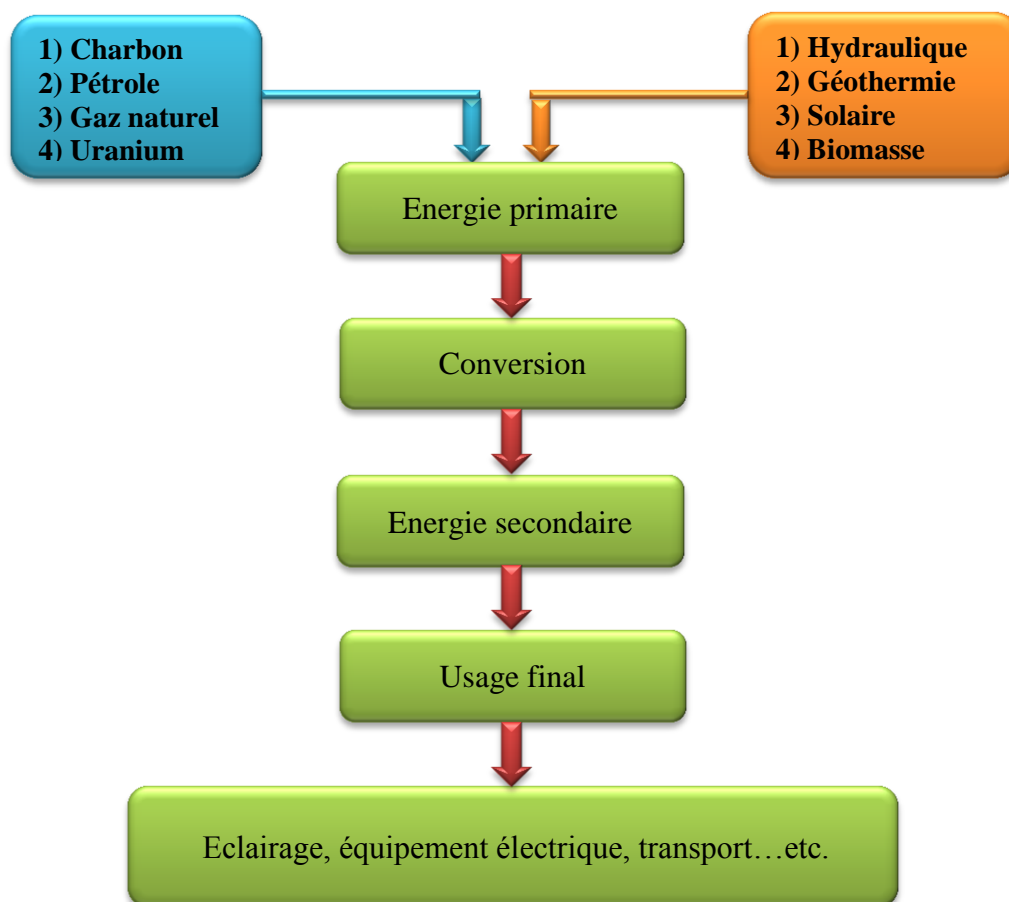 1) Charbon
2) Pétrole
3) Gaz naturel
4) Uranium
1) Hydraulique
2) Géothermie
3) Solaire
4) Biomasse
Energie primaire
Conversion
Energie secondaire
Usage final
Eclairage, équipement électrique, transport…etc.